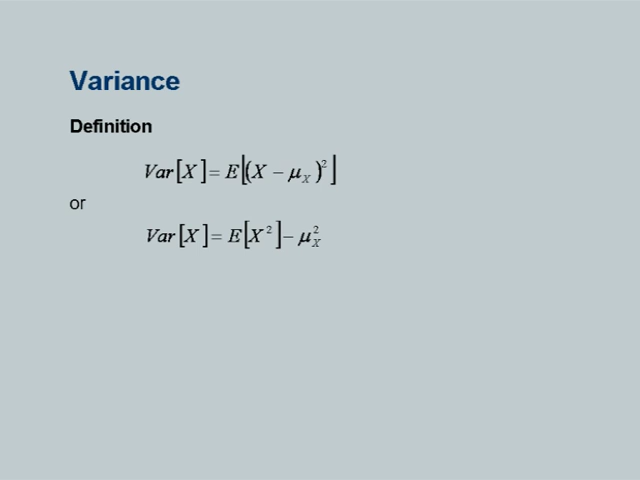 Variance
Definition
Var[X] = E[(X − μ_X)²]
or
Var[X] = E[X²] − μ_X²